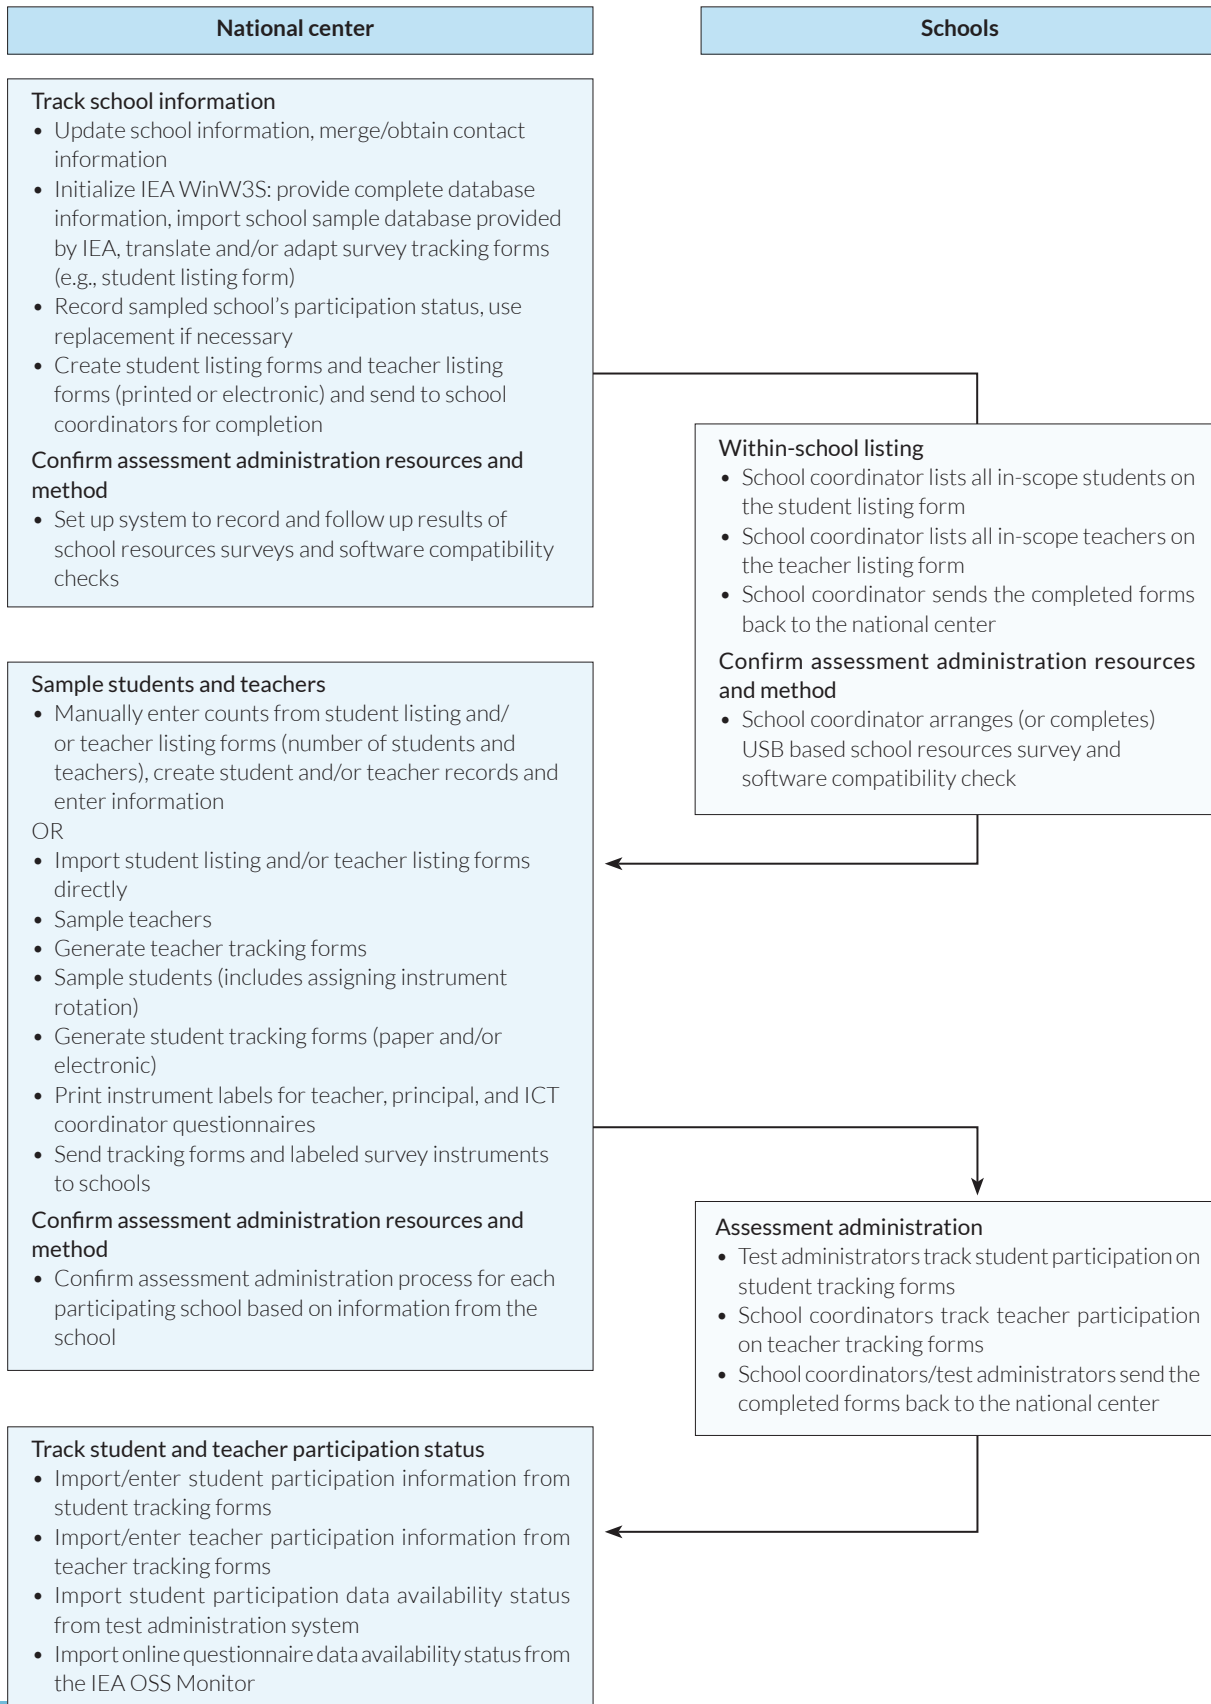 National center
Schools
Track school information
• Update school information, merge/obtain contact
information
• Initialize IEA WinW3S: provide complete database
information, import school sample database provided
by IEA, translate and/or adapt survey tracking forms
(e.g., student listing form)
• Record sampled school's participation status, use
replacement if necessary
• Create student listing forms and teacher listing
forms (printed or electronic) and send to school
coordinators for completion
Confirm assessment administration resources and
method
• Set up system to record and follow up results of
school resources surveys and software compatibility
checks
Within-school listing
• School coordinator lists all in-scope students on
the student listing form
• School coordinator lists all in-scope teachers on
the teacher listing form
• School coordinator sends the completed forms
back to the national center
Confirm assessment administration resources
and method
• School coordinator arranges (or completes)
USB based school resources survey and
software compatibility check
Sample students and teachers
• Manually enter counts from student listing and/
or teacher listing forms (number of students and
teachers), create student and/or teacher records and
enter information
OR
• Import student listing and/or teacher listing forms
directly
• Sample teachers
• Generate teacher tracking forms
• Sample students (includes assigning instrument
rotation)
• Generate student tracking forms (paper and/or
electronic)
• Print instrument labels for teacher, principal, and ICT
coordinator questionnaires
• Send tracking forms and labeled survey instruments
to schools
Confirm assessment administration resources and
method
• Confirm assessment administration process for each
participating school based on information from the
school
Assessment administration
• Test administrators track student participation on
student tracking forms
• School coordinators track teacher participation
on teacher tracking forms
• School coordinators/test administrators send the
completed forms back to the national center
Track student and teacher participation status
• Import/enter student participation information from
student tracking forms
• Import/enter teacher participation information from
teacher tracking forms
• Import student participation data availability status
from test administration system
• Import online questionnaire data availability status from
the IEA OSS Monitor